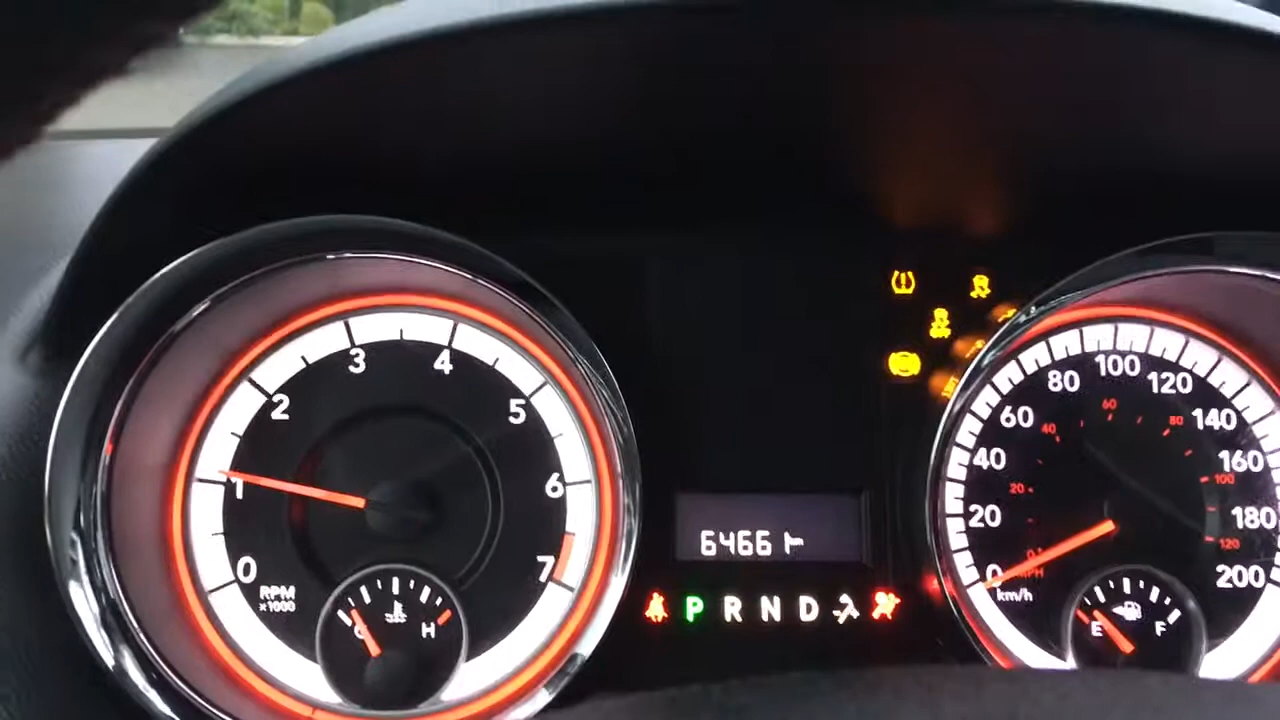 3 4
2 5
1 6
0 7
RPM
x1000
C H
6466
P R N D
100
80 120
60 60 80 140
40 40 160
20 100
20 180
0 120
0 MPH 200
km/h
E F